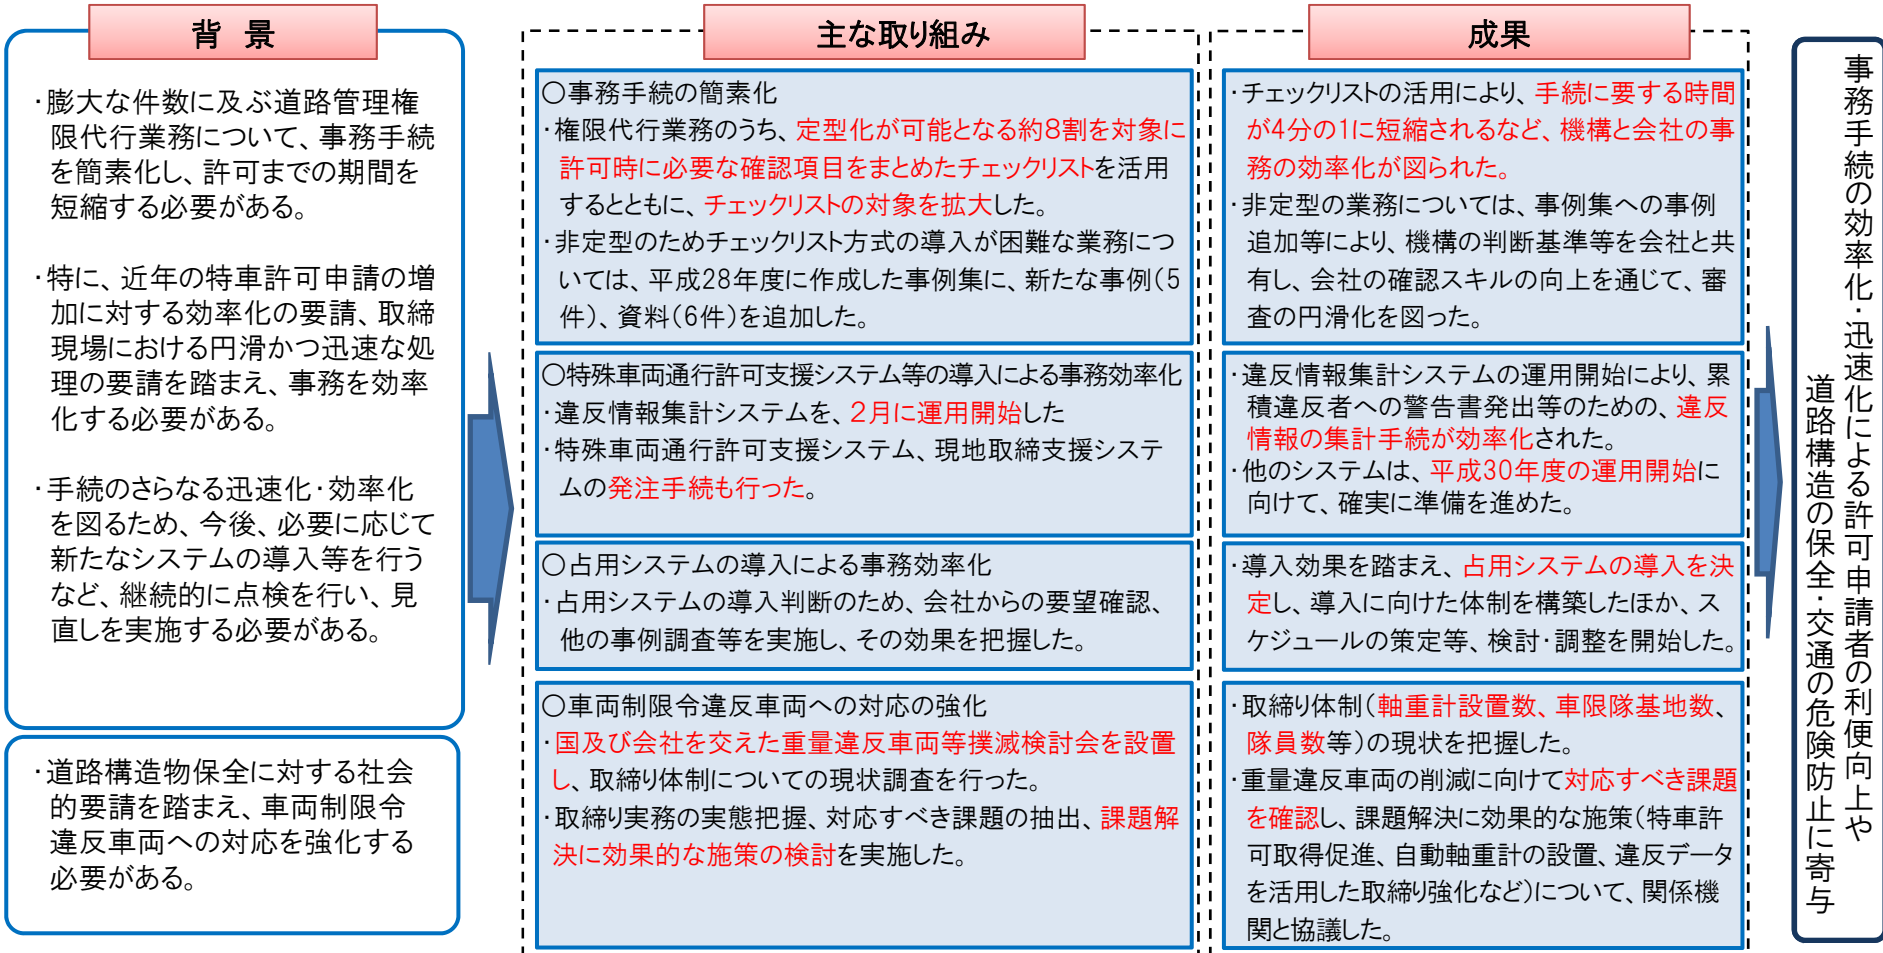 背 景
・膨大な件数に及ぶ道路管理権
限代行業務について、事務手続
を簡素化し、許可までの期間を
短縮する必要がある。
・特に、近年の特車許可申請の増
加に対する効率化の要請、取締
現場における円滑かつ迅速な処
理の要請を踏まえ、事務を効率
化する必要がある。
・手続のさらなる迅速化・効率化
を図るため、今後、必要に応じて
新たなシステムの導入等を行う
など、継続的に点検を行い、見
直しを実施する必要がある。
・道路構造物保全に対する社会
的要請を踏まえ、車両制限令
違反車両への対応を強化する
必要がある。
主な取り組み
○事務手続の簡素化
・権限代行業務のうち、定型化が可能となる約8割を対象に
許可時に必要な確認項目をまとめたチェックリストを活用
するとともに、チェックリストの対象を拡大した。
・非定型のためチェックリスト方式の導入が困難な業務につ
いては、平成28年度に作成した事例集に、新たな事例(5
件)、資料(6件)を追加した。
○特殊車両通行許可支援システム等の導入による事務効率化
・違反情報集計システムを、2月に運用開始した
・特殊車両通行許可支援システム、現地取締支援システ
ムの発注手続も行った。
○占用システムの導入による事務効率化
・占用システムの導入判断のため、会社からの要望確認、
他の事例調査等を実施し、その効果を把握した。
○車両制限令違反車両への対応の強化
・国及び会社を交えた重量違反車両等撲滅検討会を設置
し、取締り体制についての現状調査を行った。
・取締り実務の実態把握、対応すべき課題の抽出、課題解
決に効果的な施策の検討を実施した。
成果
・チェックリストの活用により、手続に要する時間
が4分の1に短縮されるなど、機構と会社の事
務の効率化が図られた。
・非定型の業務については、事例集への事例
追加等により、機構の判断基準等を会社と共
有し、会社の確認スキルの向上を通じて、審
査の円滑化を図った。
・違反情報集計システムの運用開始により、累
積違反者への警告書発出等のための、違反
情報の集計手続が効率化された。
・他のシステムは、平成30年度の運用開始に
向けて、確実に準備を進めた。
・導入効果を踏まえ、占用システムの導入を決
定し、導入に向けた体制を構築したほか、ス
ケジュールの策定等、検討・調整を開始した。
・取締り体制(軸重計設置数、車限隊基地数、
隊員数等)の現状を把握した。
・重量違反車両の削減に向けて対応すべき課題
を確認し、課題解決に効果的な施策(特車許
可取得促進、自動軸重計の設置、違反データ
を活用した取締り強化など)について、関係機
関と協議した。
事務手続の効率化・迅速化による許可申請者の利便向上や
道路構造の保全・交通の危険防止に寄与